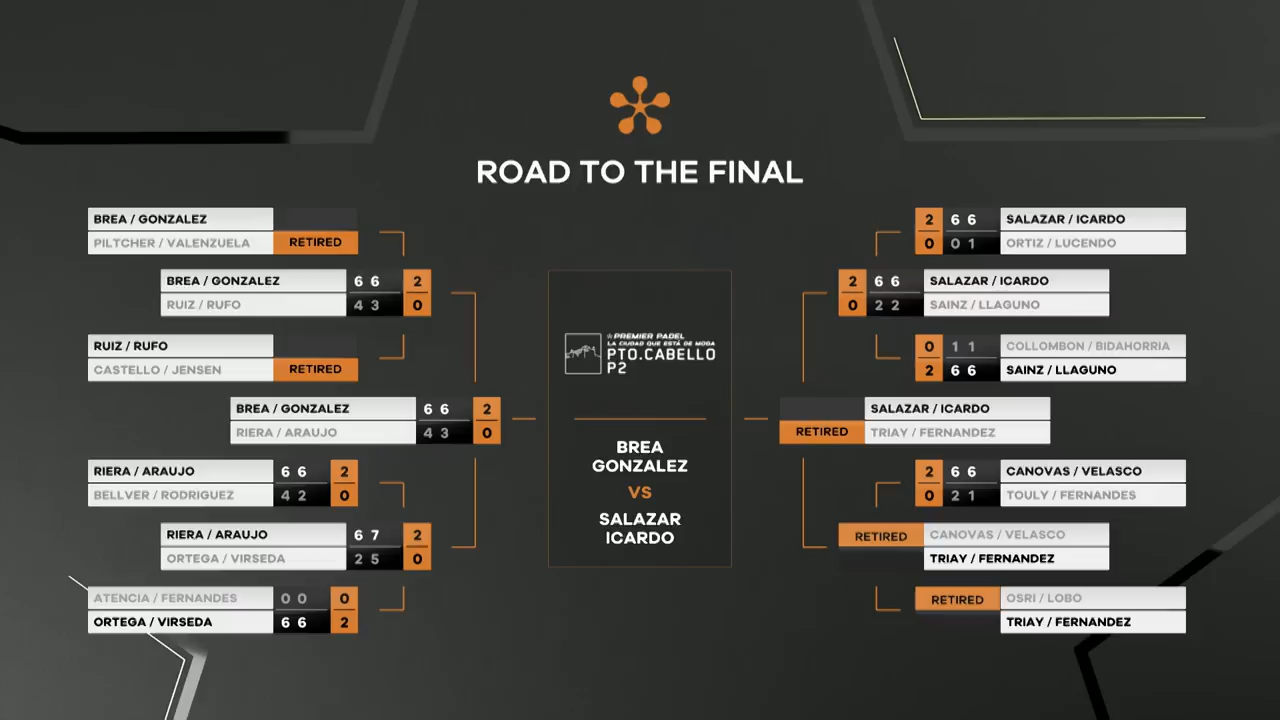 ROAD TO THE FINAL
BREA / GONZALEZ
PILTCHER / VALENZUELA RETIRED
BREA / GONZALEZ 6 6 2
RUIZ / RUFO 4 3 0
RUIZ / RUFO
CASTELLO / JENSEN RETIRED
BREA / GONZALEZ 6 6 2
RIERA / ARAUJO 4 3 0
RIERA / ARAUJO 6 6 2
BELLVER / RODRIGUEZ 4 2 0
RIERA / ARAUJO 6 7 2
ORTEGA / VIRSEDA 2 5 0
ATENCIA / FERNANDES 0 0 0
ORTEGA / VIRSEDA 6 6 2
PREMIER PADEL
LA CIUDAD QUE ESTÁ DE MODA
PTO.CABELLO
P2
BREA
GONZALEZ
VS
SALAZAR
ICARDO
2 6 6 SALAZAR / ICARDO
0 0 1 ORTIZ / LUCENDO
2 6 6 SALAZAR / ICARDO
0 2 2 SAINZ / LLAGUNO
0 1 1 COLLOMBON / BIDAHORRIA
2 6 6 SAINZ / LLAGUNO
SALAZAR / ICARDO
RETIRED TRIAY / FERNANDEZ
2 6 6 CANOVAS / VELASCO
0 2 1 TOULY / FERNANDES
RETIRED CANOVAS / VELASCO
TRIAY / FERNANDEZ
RETIRED OSRI / LOBO
TRIAY / FERNANDEZ